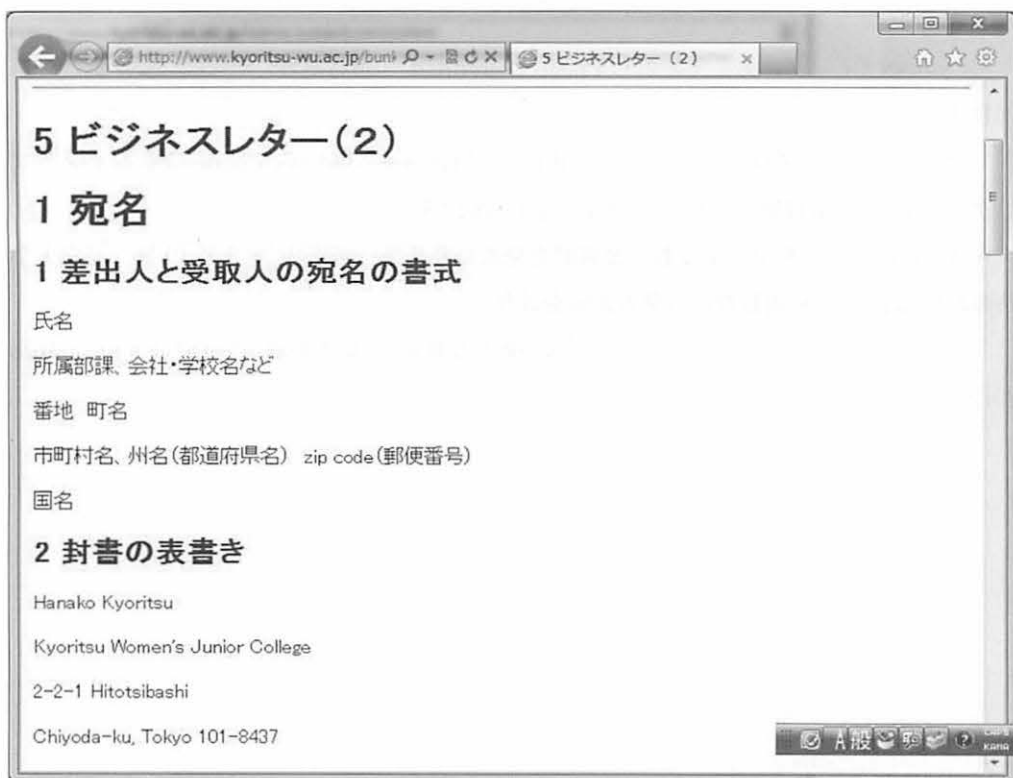 http://www.kyoritsu-wu.ac.jp/bun
5 ビジネスレター (2)
5 ビジネスレター(2)
1 宛名
1 差出人と受取人の宛名の書式
氏名
所属部課、会社・学校名など
番地 町名
市町村名、州名(都道府県名) zip code(郵便番号)
国名
2 封書の表書き
Hanako Kyoritsu
Kyoritsu Women's Junior College
2-2-1 Hitotsibashi
Chiyoda-ku, Tokyo 101-8437
A 般
KANA